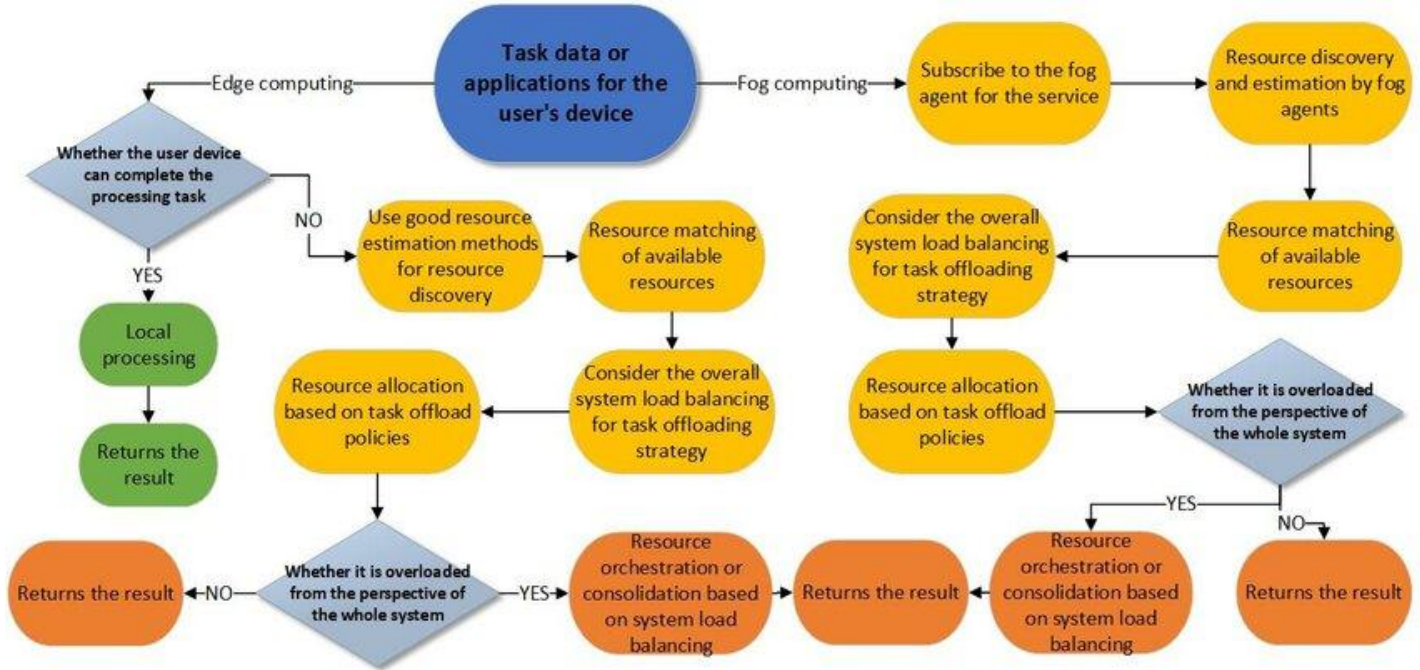 Task data or
applications for the
user's device
Edge computing
Fog computing
Subscribe to the fog
agent for the service
Resource discovery
and estimation by fog
agents
Whether the user device
can complete the
processing task
NO
YES
Use good resource
estimation methods
for resource
discovery
Resource matching
of available
resources
Consider the overall
system load balancing
for task offloading
strategy
Resource matching
of available
resources
Local
processing
Returns the
result
Resource allocation
based on task offload
policies
Consider the overall
system load balancing
for task offloading
strategy
Resource allocation
based on task offload
policies
Whether it is overloaded
from the perspective of
the whole system
YES
NO
Returns the result
NO
Whether it is overloaded
from the perspective of
the whole system
YES
Resource
orchestration or
consolidation based
on system load
balancing
Returns the result
Resource
orchestration or
consolidation based
on system load
balancing
Returns the result